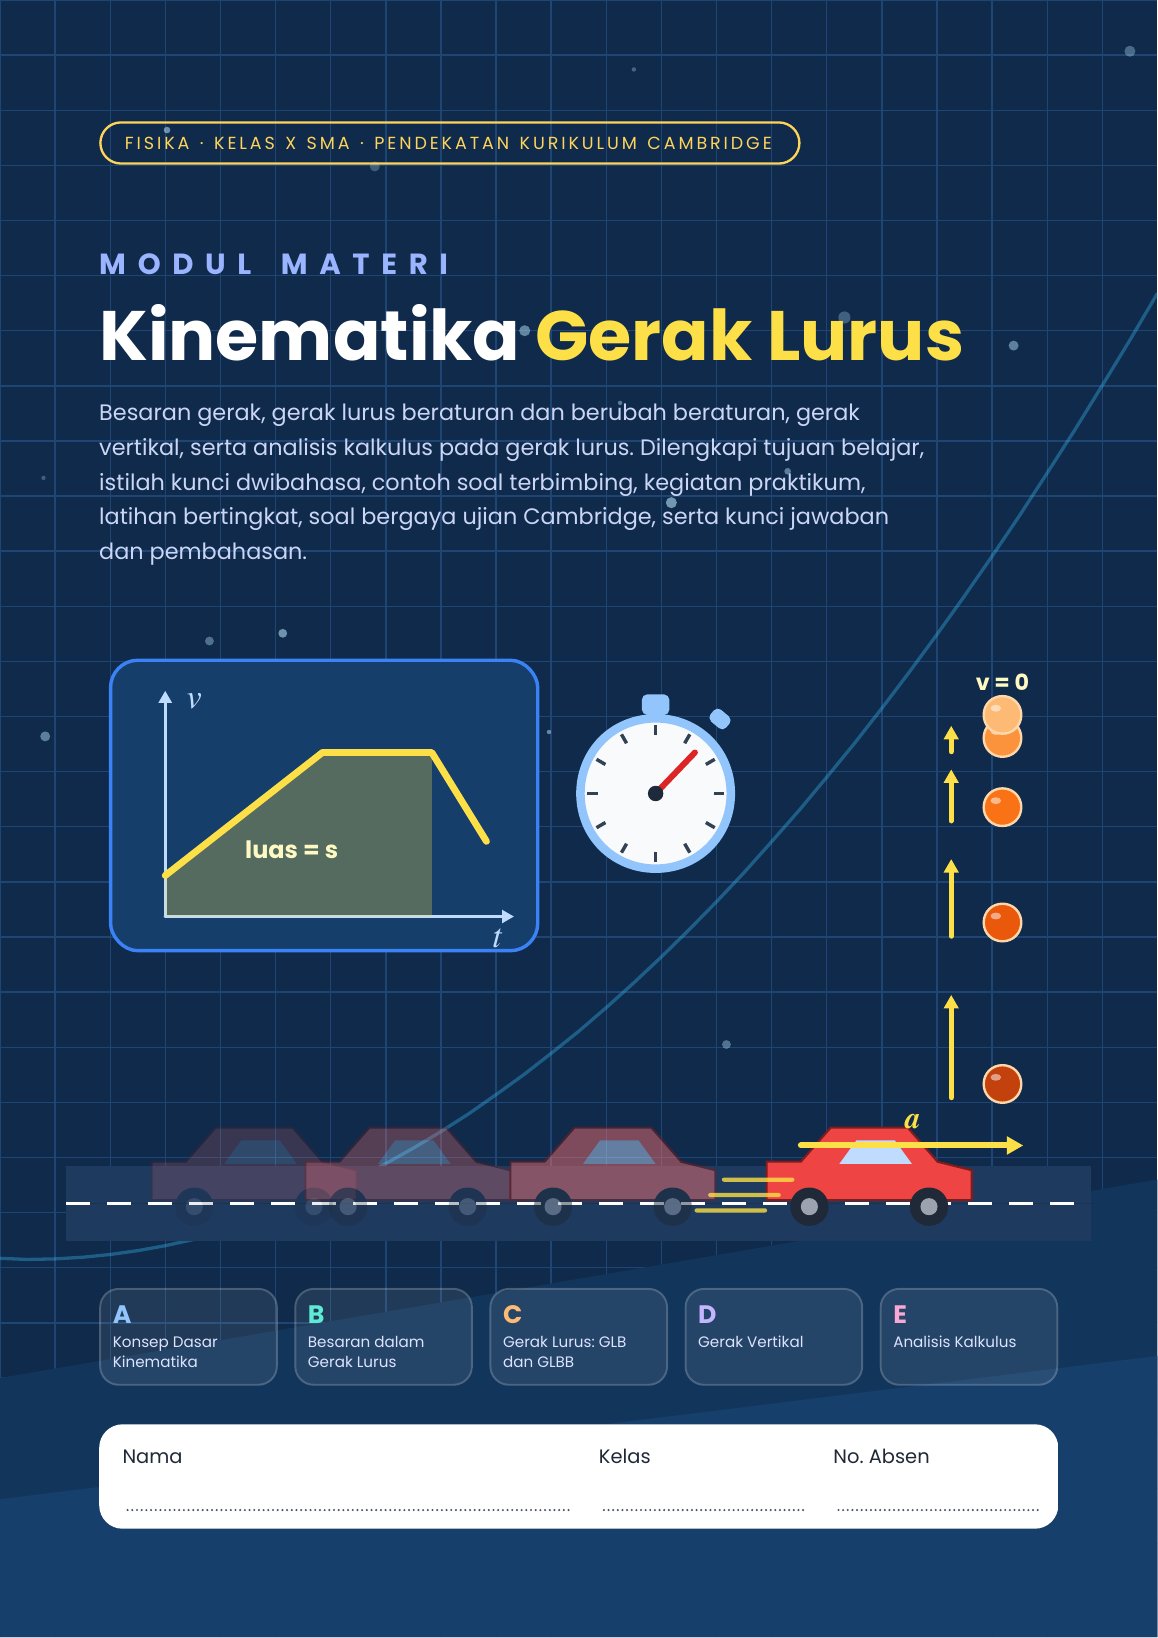 FISIKA · KELAS X SMA · PENDEKATAN KURIKULUM CAMBRIDGE
MODUL MATERI
Kinematika Gerak Lurus
Besaran gerak, gerak lurus beraturan dan berubah beraturan, gerak
vertikal, serta analisis kalkulus pada gerak lurus. Dilengkapi tujuan belajar,
istilah kunci dwibahasa, contoh soal terbimbing, kegiatan praktikum,
latihan bertingkat, soal bergaya ujian Cambridge, serta kunci jawaban
dan pembahasan.
v
luas = s
t
v = 0
a
A
Konsep Dasar
Kinematika
B
Besaran dalam
Gerak Lurus
C
Gerak Lurus: GLB
dan GLBB
D
Gerak Vertikal
E
Analisis Kalkulus
Nama Kelas No. Absen